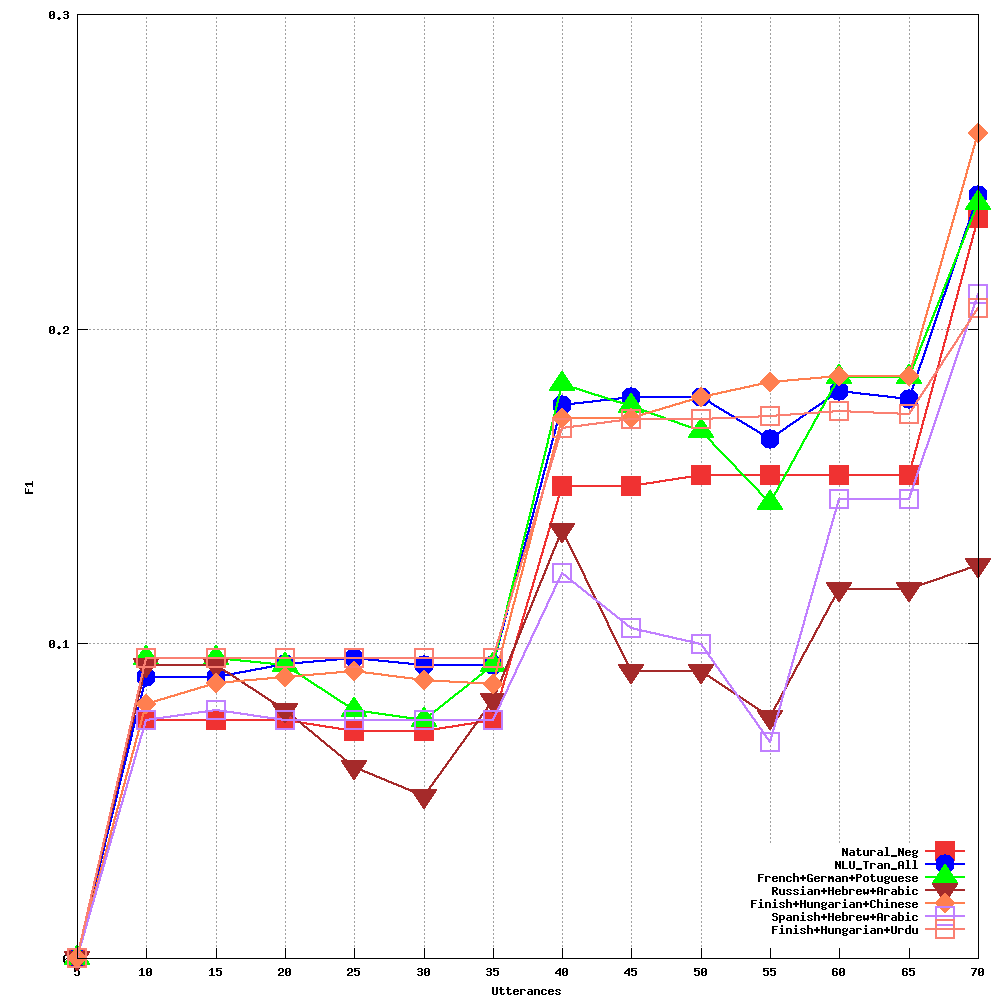 0.3
0.2
0.1
0
F1
5 10 15 20 25 30 35 40 45 50 55 60 65 70
Utterances
Natural_Neg
NLU_Tran_All
French+German+Potuguese
Russian+Hebrew+Arabic
Finish+Hungarian+Chinese
Spanish+Hebrew+Arabic
Finish+Hungarian+Urdu